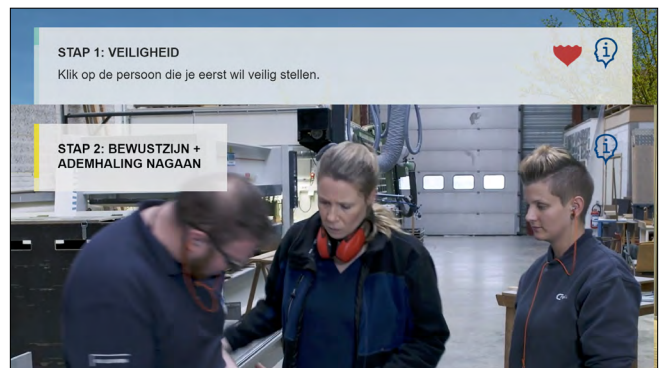 STAP 1: VEILIGHEID
Klik op de persoon die je eerst wil veilig stellen.
STAP 2: BEWUSTZIJN +
ADEMHALING NAGAAN